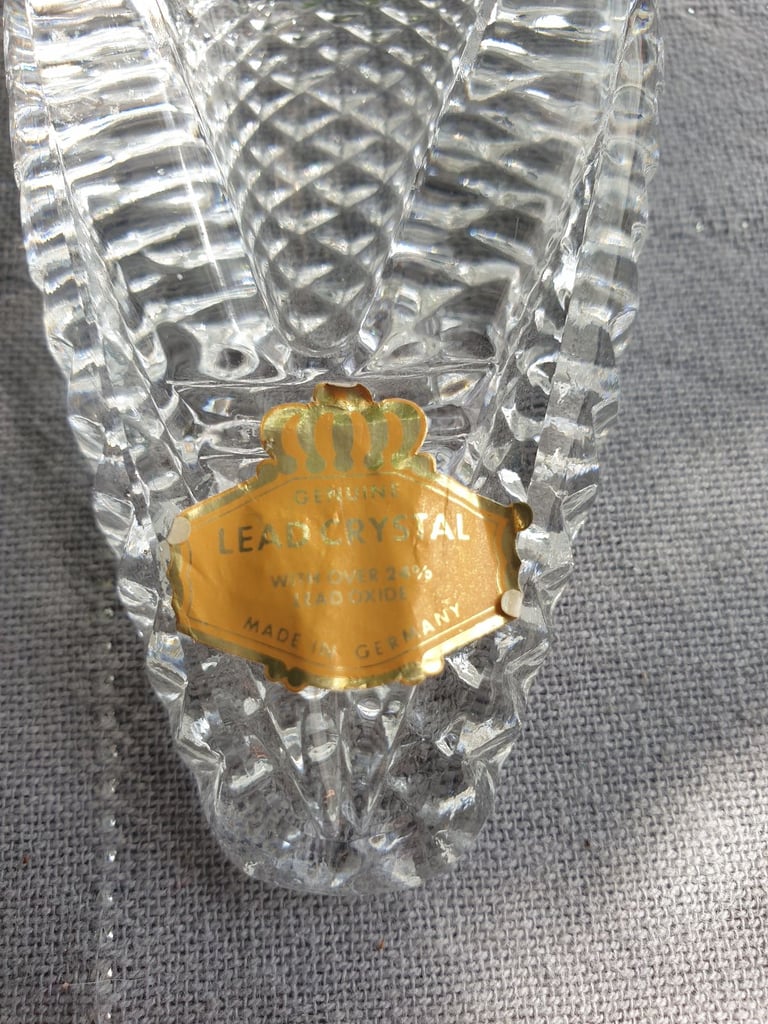 GENUINE
LEAD CRYSTAL
WITH OVER 24%
LEAD OXIDE
MADE IN GERMANY